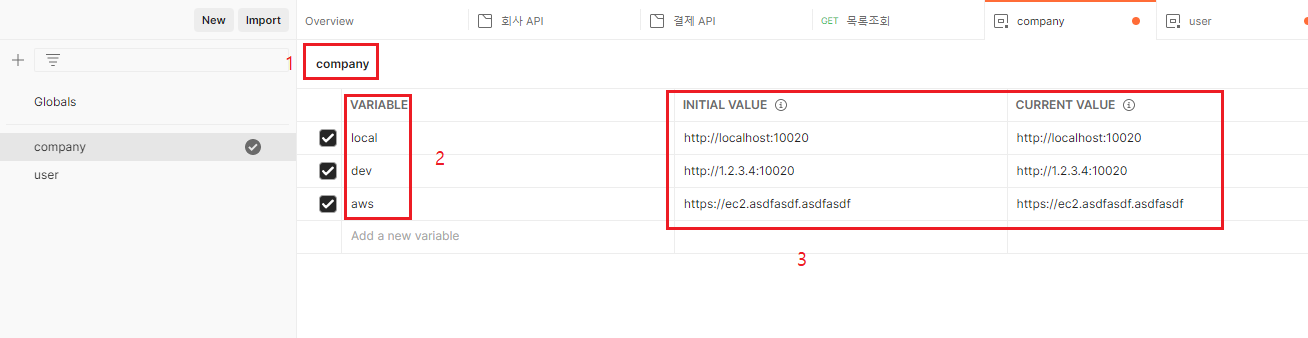 New Import
Overview 회사 API 결제 API GET 목록조회 company user
1 company
Globals
VARIABLE INITIAL VALUE CURRENT VALUE
local http://localhost:10020 http://localhost:10020
company
2
dev http://1.2.3.4:10020 http://1.2.3.4:10020
user
aws https://ec2.asdfasdf.asdfasdf https://ec2.asdfasdf.asdfasdf
Add a new variable
3